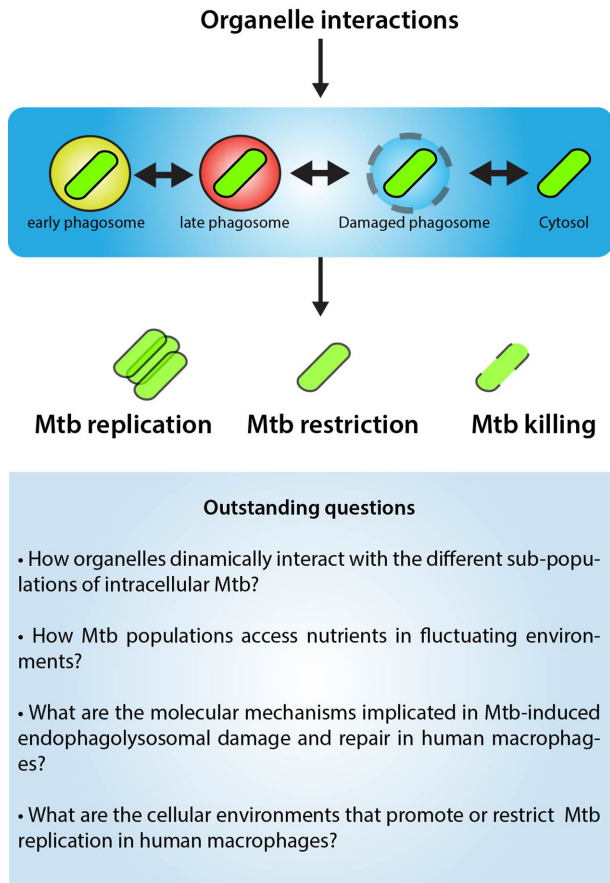 Organelle interactions
early phagosome
late phagosome
Damaged phagosome
Cytosol
Mtb replication
Mtb restriction
Mtb killing
Outstanding questions
• How organelles dinamically interact with the different sub-popu-
lations of intracellular Mtb?
• How Mtb populations access nutrients in fluctuating environ-
ments?
• What are the molecular mechanisms implicated in Mtb-induced
endophagolysosomal damage and repair in human macrophag-
es?
• What are the cellular environments that promote or restrict Mtb
replication in human macrophages?